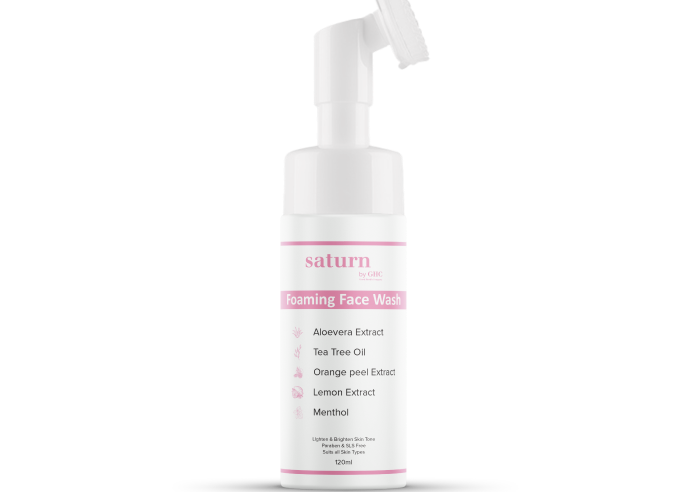 saturn
by GHC
Foaming Face Wash
Aloevera Extract
Tea Tree Oil
Orange peel Extract
Lemon Extract
Menthol
Lighten & Brighten Skin Tone
Paraben & SLS Free
Suits all Skin Types
120ml